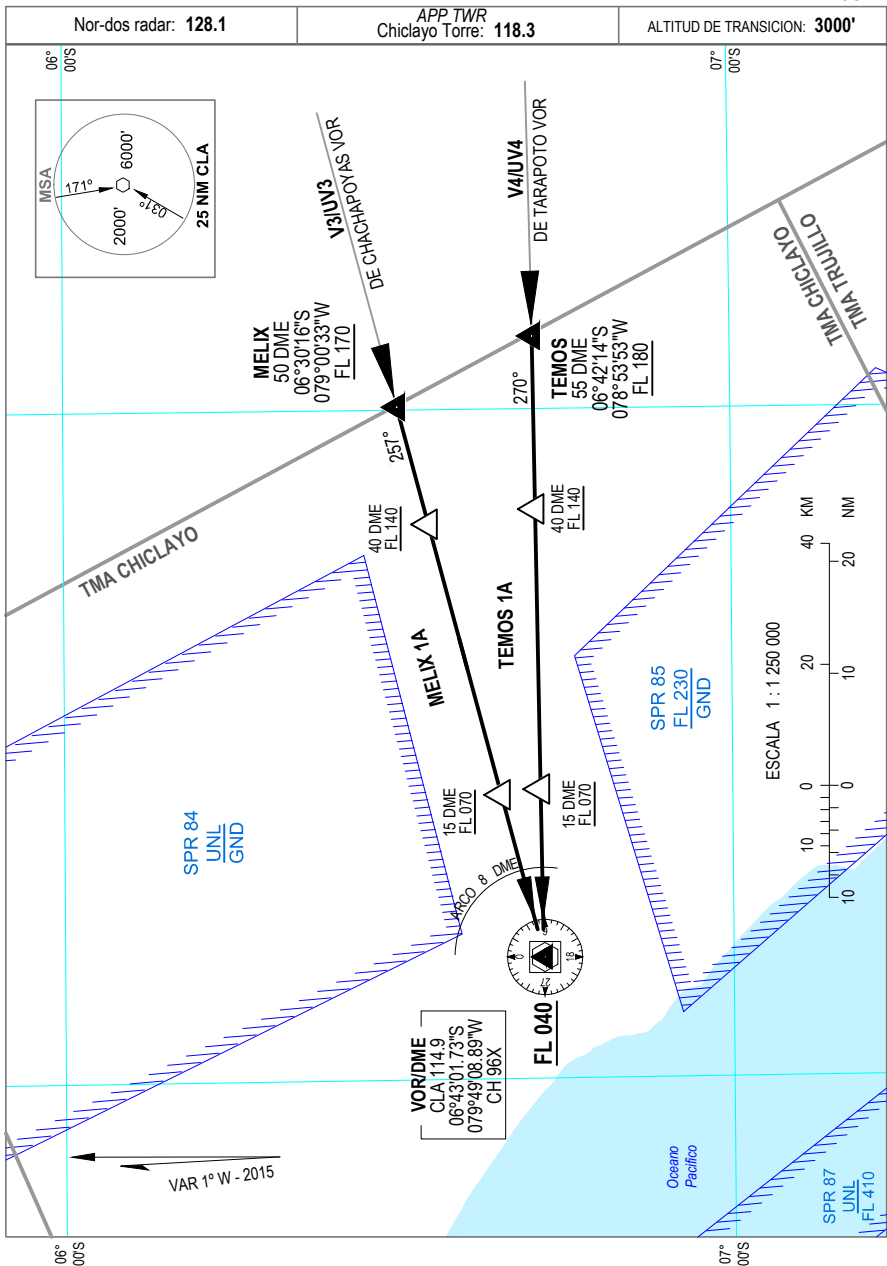 Nor-dos radar: 128.1
APP TWR
Chiclayo Torre: 118.3
ALTITUD DE TRANSICION: 3000'
06°
00'S
07°
00'S
MSA
171°
2000'
6000'
031°
25 NM CLA
V3/UV3
DE CHACHAPOYAS VOR
V4/UV4
DE TARAPOTO VOR
MELIX
50 DME
06°30'16"S
079°00'33"W
FL 170
TEMOS
55 DME
06°42'14"S
078°53'53"W
FL 180
257°
270°
TMA CHICLAYO
TMA TRUJILLO
TMA CHICLAYO
40 DME
FL 140
40 DME
FL 140
MELIX 1A
TEMOS 1A
SPR 84
UNL
GND
SPR 85
FL 230
GND
15 DME
FL 070
15 DME
FL 070
ARCO 8 DME
ESCALA 1 : 1 250 000
10 0 20 40 KM
10 0 10 20 NM
0
9
18
27
FL 040
VOR/DME
CLA 114.9
06°43'01.73"S
079°49'08.89"W
CH 96X
VAR 1° W - 2015
Oceano
Pacifico
SPR 87
UNL
FL 410
06°
00'S
07°
00'S